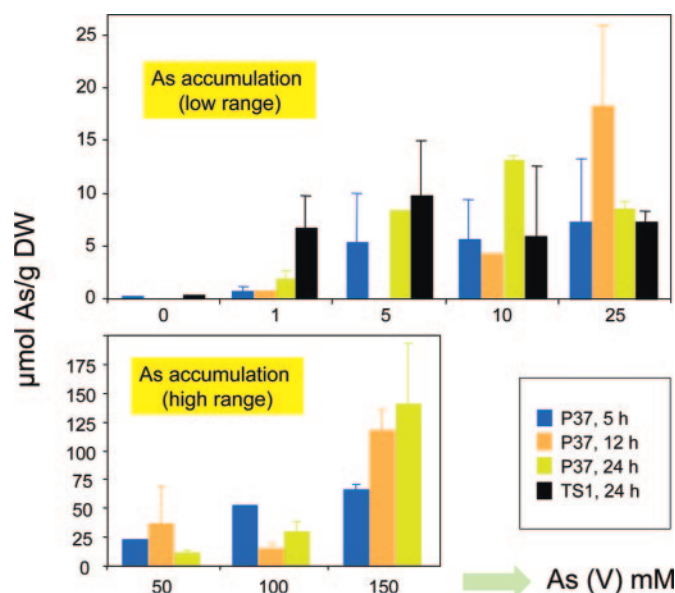 25
20
15
10
5
0
As accumulation
(low range)
0 1 5 10 25
μmol As/g DW
175
150
125
100
75
50
25
0
As accumulation
(high range)
50 100 150
P37, 5 h
P37, 12 h
P37, 24 h
TS1, 24 h
As (V) mM